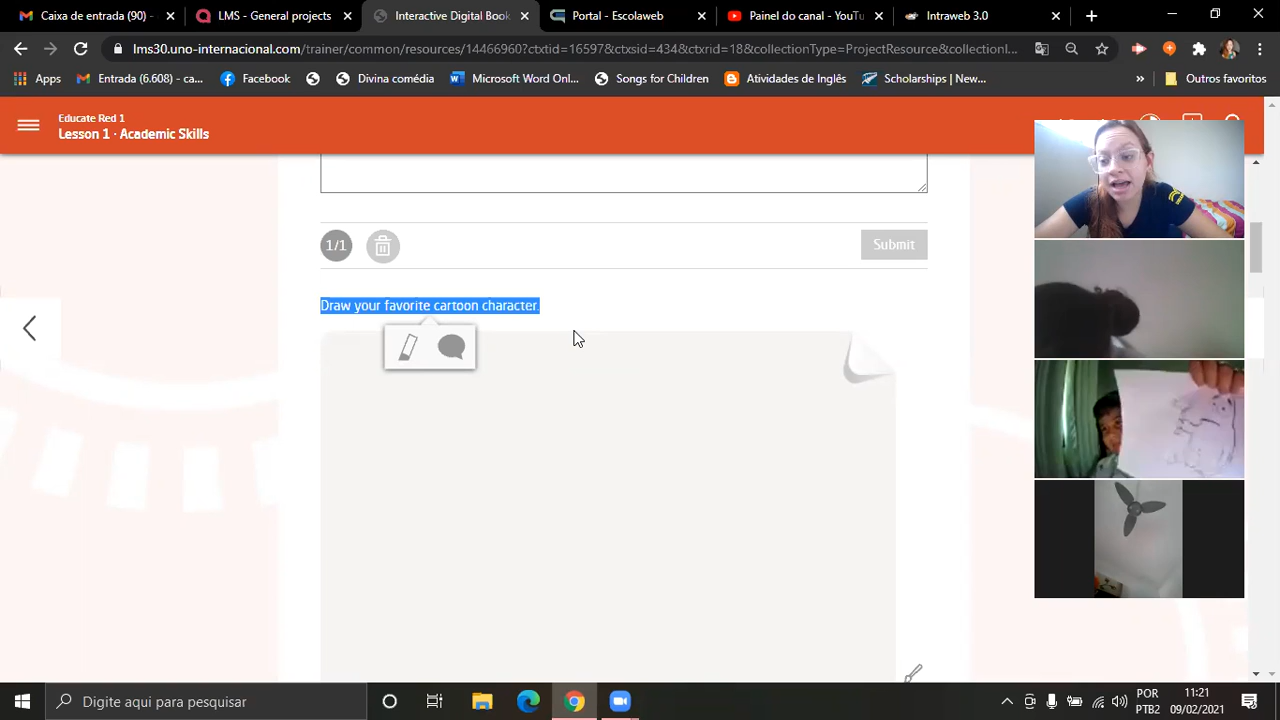 Caixa de entrada (90) -
LMS - General projects
Interactive Digital Book
Portal - Escolaweb
Painel do canal - YouTu
Intraweb 3.0
lms30.uno-internacional.com/trainer/common/resources/14466960?ctxtid=16597&ctxsid=434&ctxrid=18&collectionType=ProjectResource&collectionI...
Apps
Entrada (6.608) - ca...
Facebook
Divina comédia
Microsoft Word Onl...
Songs for Children
Atividades de Inglês
Scholarships | New...
»
Outros favoritos
Educate Red 1
Lesson 1 · Academic Skills
1/1
Submit
Draw your favorite cartoon character
Digite aqui para pesquisar
POR
PTB2
11:21
09/02/2021